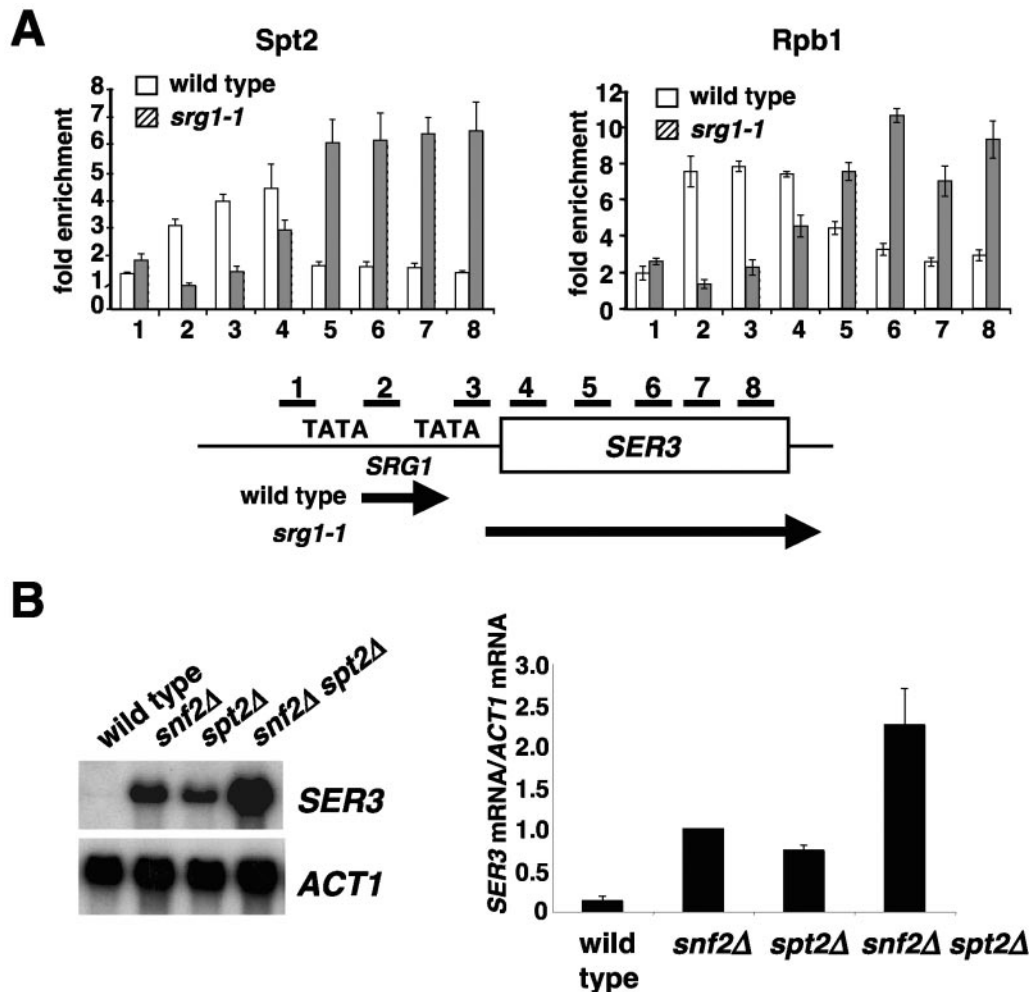 A
Spt2
Rpb1
wild type
srg1-1
wild type
srg1-1
fold enrichment
8
7
6
5
4
3
2
1
0
fold enrichment
12
10
8
6
4
2
0
1 2 3 4 5 6 7 8
1 2 3 4 5 6 7 8
1 2 3 4 5 6 7 8
TATA TATA
SER3
SRG1
wild type
srg1-1
B
wild type
snf2Δ
spt2Δ
snf2Δ spt2Δ
SER3
ACT1
SER3 mRNA/ACT1 mRNA
3.0
2.5
2.0
1.5
1.0
0.5
0
wild type
snf2Δ
spt2Δ
snf2Δ spt2Δ